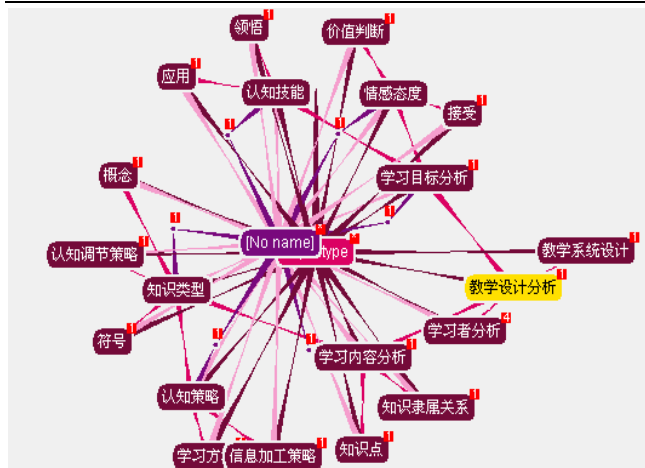 领悟
价值判断
应用
认知技能
情感态度
接受
概念
学习目标分析
[No name]
type
认知调节策略
教学系统设计
知识类型
教学设计分析
符号
学习者分析
4
学习内容分析
认知策略
知识隶属关系
学习方
信息加工策略
知识点